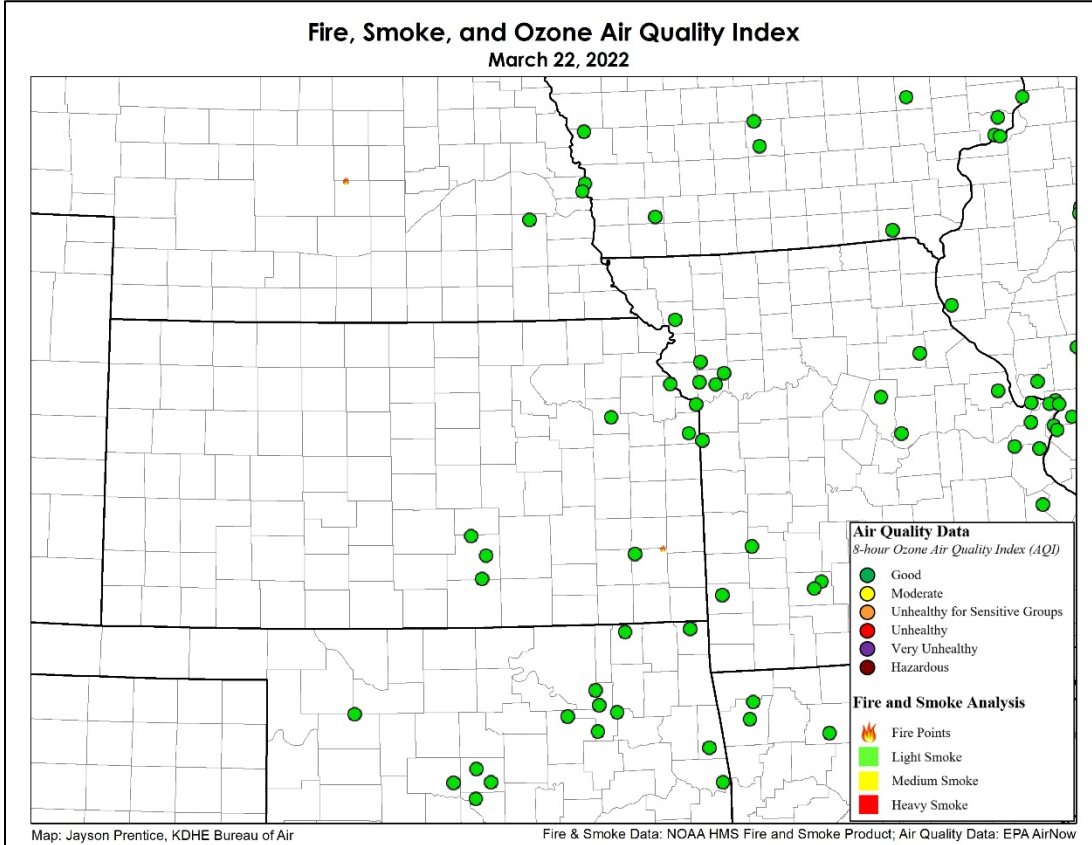 Fire, Smoke, and Ozone Air Quality Index
March 22, 2022
Air Quality Data
8-hour Ozone Air Quality Index (AQI)
Good
Moderate
Unhealthy for Sensitive Groups
Unhealthy
Very Unhealthy
Hazardous
Fire and Smoke Analysis
Fire Points
Light Smoke
Medium Smoke
Heavy Smoke
Map: Jayson Prentice, KDHE Bureau of Air
Fire & Smoke Data: NOAA HMS Fire and Smoke Product; Air Quality Data: EPA AirNow